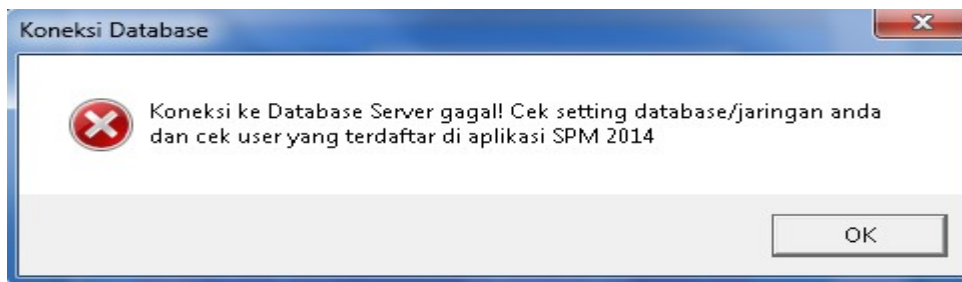 Koneksi Database
Koneksi ke Database Server gagal! Cek setting database/jaringan anda
dan cek user yang terdaftar di aplikasi SPM 2014
OK